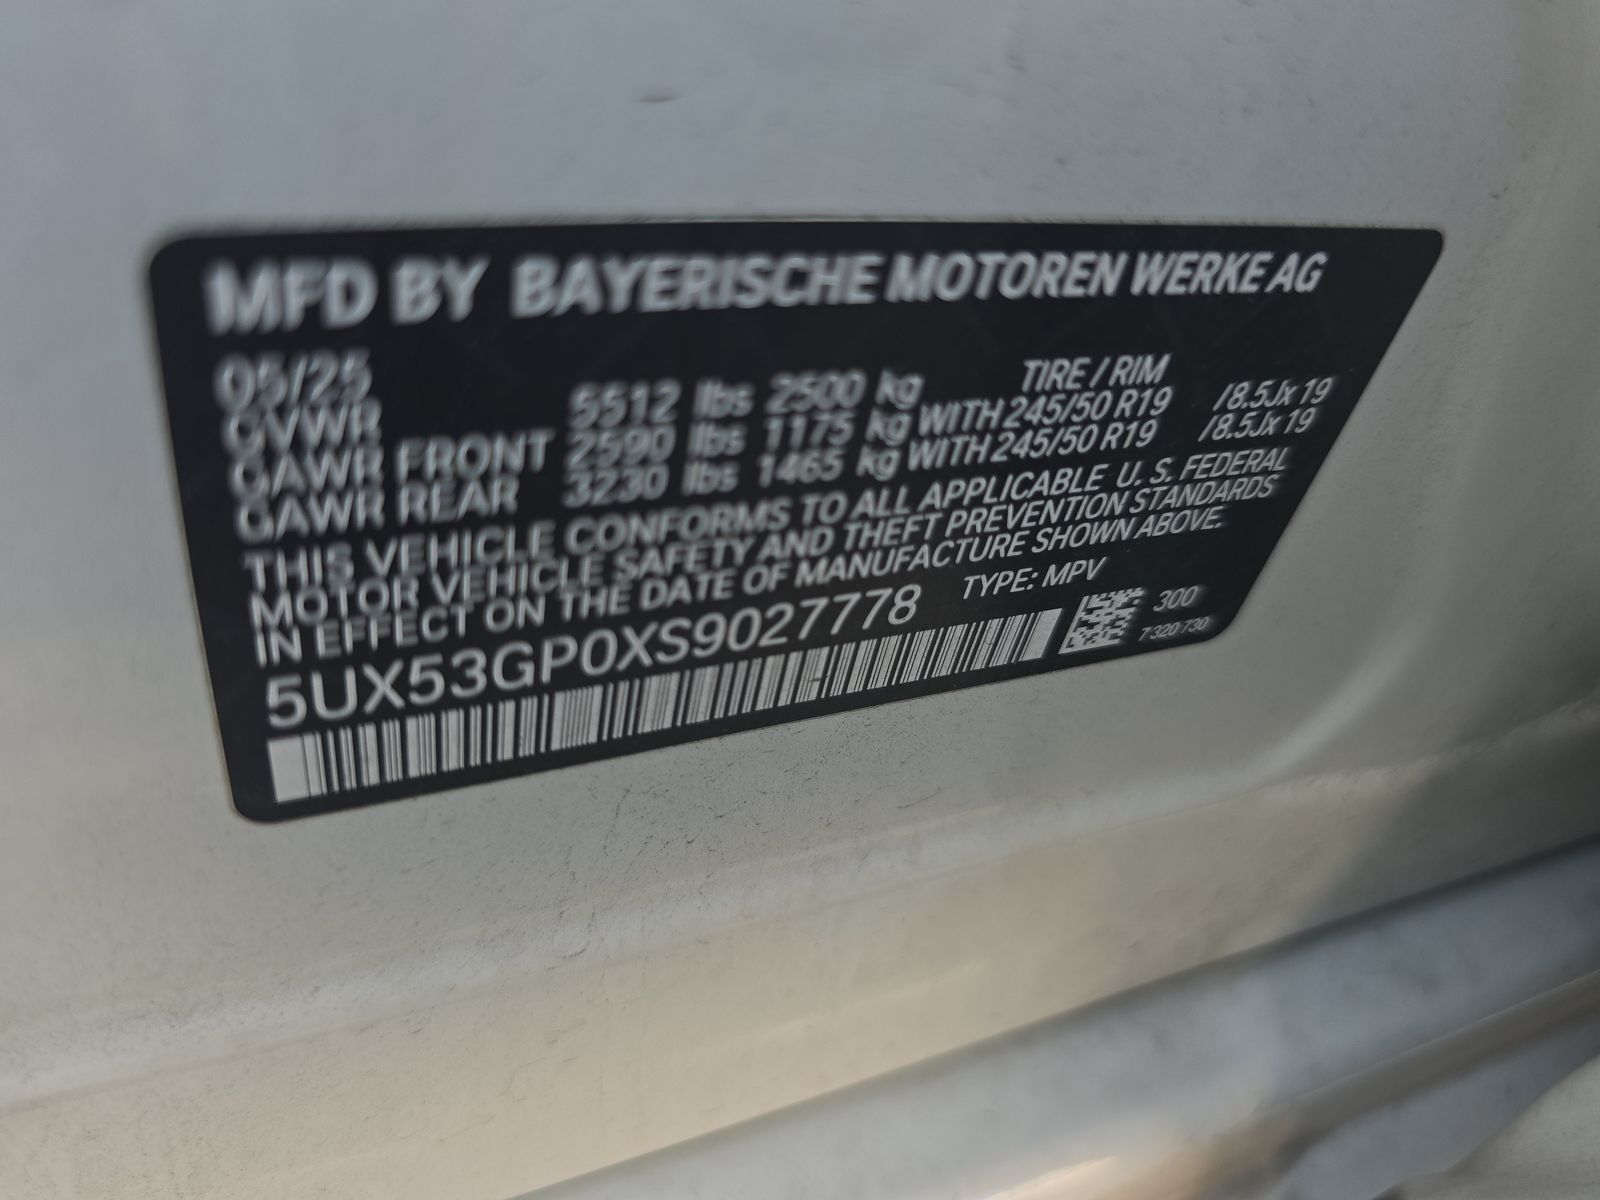 MFD BY BAYERISCHE MOTOREN WERKE AG
05/25 TIRE / RIM
GVWR 5512 lbs 2500 kg
GAWR FRONT 2590 lbs 1175 kg WITH 245/50 R19 /8.5Jx19
GAWR REAR 3230 lbs 1465 kg WITH 245/50 R19 /8.5Jx19
THIS VEHICLE CONFORMS TO ALL APPLICABLE U.S. FEDERAL
MOTOR VEHICLE SAFETY AND THEFT PREVENTION STANDARDS
IN EFFECT ON THE DATE OF MANUFACTURE SHOWN ABOVE.
5UX53GP0XS9027778 TYPE: MPV
300
7 320 730